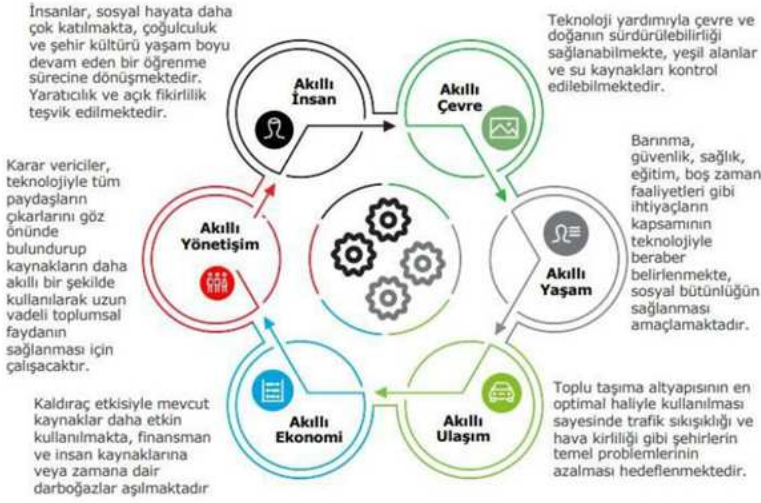 İnsanlar, sosyal hayata daha
çok katılmakta, çoğulculuk
ve şehir kültürü yaşam boyu
devam eden bir öğrenme
sürecine dönüşmektedir.
Yaratıcılık ve açık fikirlilik
teşvik edilmektedir.
Akıllı
İnsan
Akıllı
Çevre
Teknoloji yardımıyla çevre ve
doğanın sürdürülebilirliği
sağlanabilmekte, yeşil alanlar
ve su kaynakları kontrol
edilebilmektedir.
Karar vericiler,
teknolojiyle tüm
paydaşların
çıkarlarını göz
önünde
bulundurup
kaynakların daha
akıllı bir şekilde
kullanılarak uzun
vadeli toplumsal
faydanın
sağlanması için
çalışacaktır.
Akıllı
Yönetişim
Akıllı
Yaşam
Barınma,
güvenlik, sağlık,
eğitim, boş zaman
faaliyetleri gibi
ihtiyaçların
kapsamının
teknolojiyle
beraber
belirlenmekte,
sosyal bütünlüğün
sağlanması
amaçlamaktadır.
Kaldıraç etkisiyle mevcut
kaynaklar daha etkin
kullanılmakta, finansman
ve insan kaynaklarına
veya zamana dair
darboğazlar aşılmaktadır
Akıllı
Ekonomi
Akıllı
Ulaşım
Toplu taşıma altyapısının en
optimal haliyle kullanılması
sayesinde trafik sıkışıklığı ve
hava kirliliği gibi şehirlerin
temel problemlerinin
azalması hedeflenmektedir.